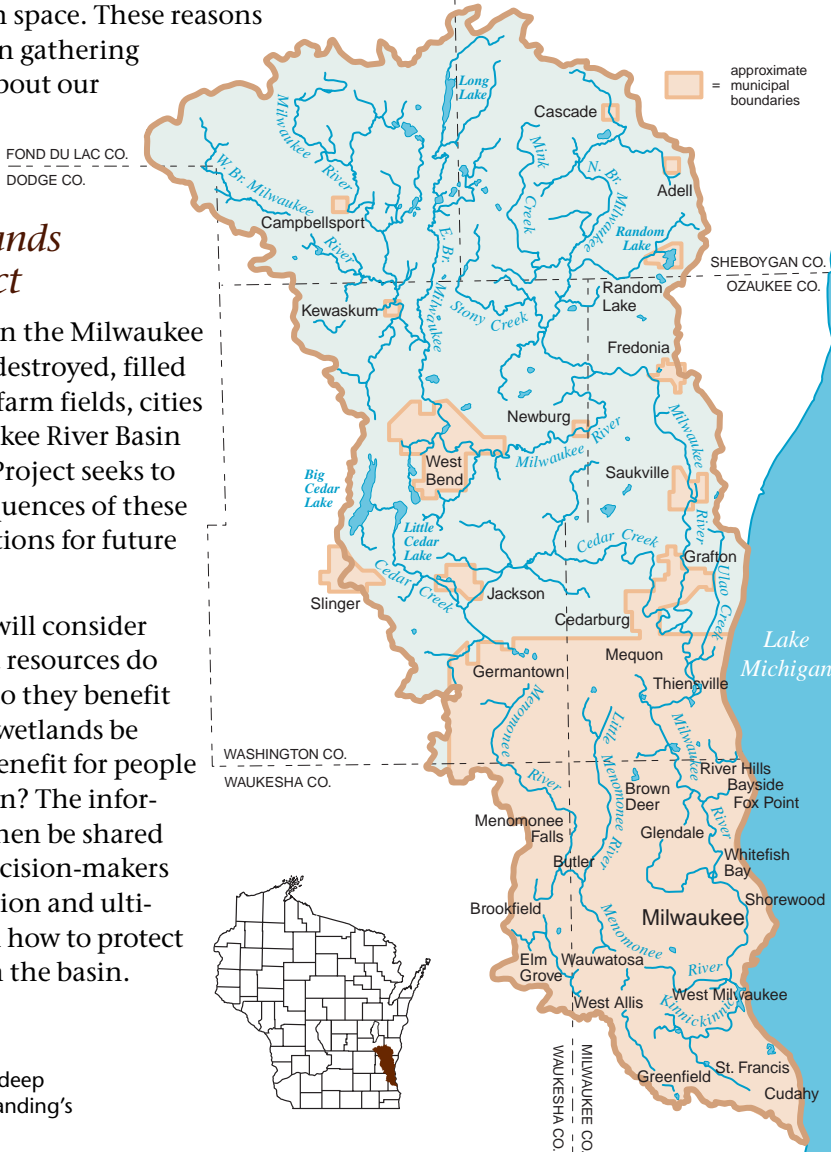 n space. These reasons
n gathering
bout our
ands
ct
n the Milwaukee
destroyed, filled
farm fields, cities
kee River Basin
Project seeks to
quences of these
tions for future
will consider
resources do
o they benefit
wetlands be
enefit for people
n? The infor-
hen be shared
cision-makers
ion and ulti-
how to protect
n the basin.
deep
anding's
= approximate
municipal
boundaries
FOND DU LAC CO.
DODGE CO.
Long
Lake
Cascade
Milwaukee
River
Mink
Creek
N. Br. Milwaukee
Adell
W. Br. Milwaukee
River
Campbellsport
Random
Lake
SHEBOYGAN CO.
OZAUKEE CO.
E. Br. Milwaukee
Random
Lake
Kewaskum
Stony Creek
Fredonia
Newburg
Milwaukee River
Milwaukee
River
West
Bend
Saukville
Big
Cedar
Lake
Little
Cedar
Lake
Cedar Creek
Grafton
Ulao Creek
Cedar Creek
Slinger
Jackson
Cedarburg
Lake
Michigan
Mequon
Germantown
Thiensville
Menomonee
River
Little Menomonee River
Milwaukee
River
WASHINGTON CO.
WAUKESHA CO.
River Hills
Bayside
Fox Point
Brown
Deer
Menomonee
Falls
Glendale
Butler
Whitefish
Bay
Brookfield
Shorewood
Milwaukee
Menomonee
River
Elm
Grove
Wauwatosa
West Allis
West Milwaukee
Kinnickinnic
St. Francis
Greenfield
Cudahy
WAUKESHA CO.
MILWAUKEE CO.